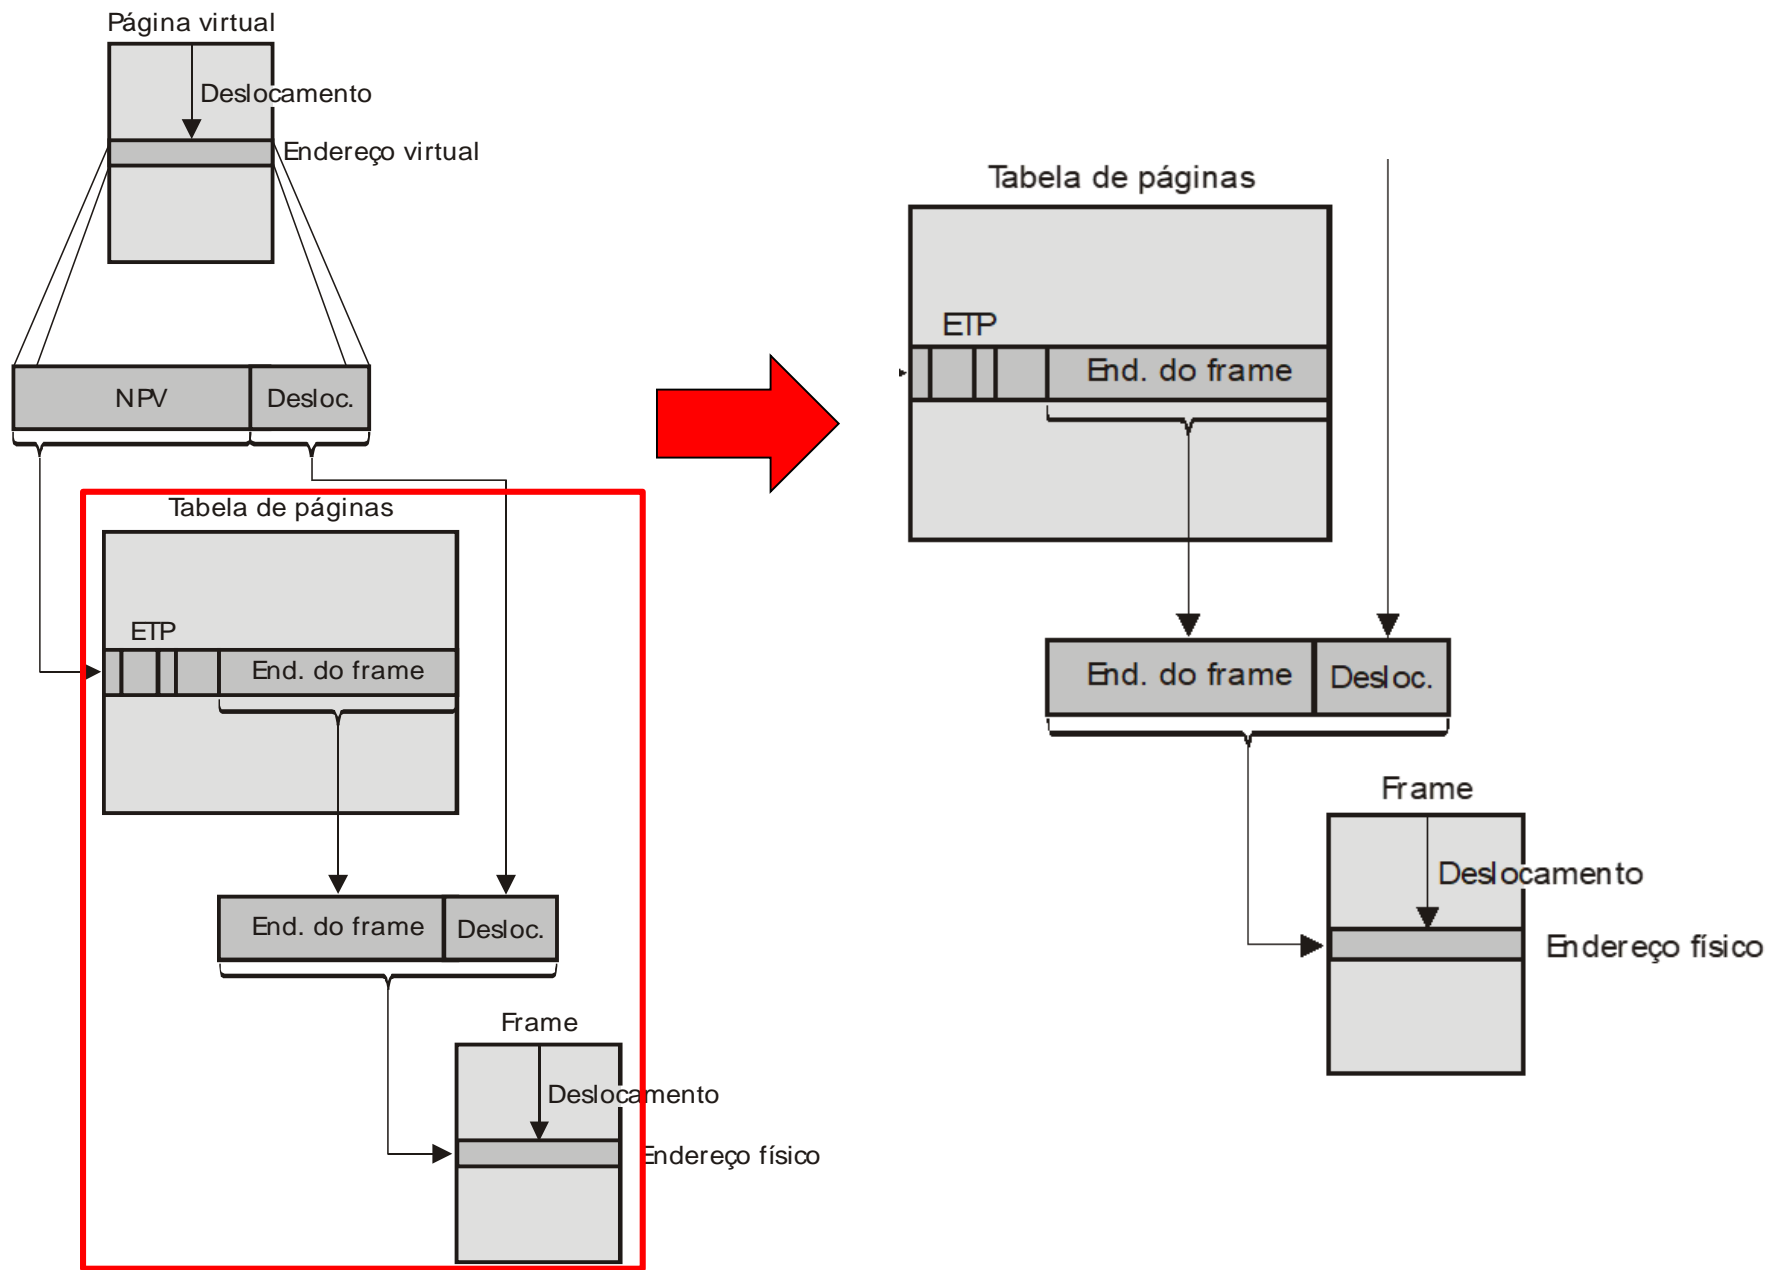 Página virtual
Deslocamento
Endereço virtual
NPV
Desloc.
Tabela de páginas
ETP
End. do frame
End. do frame
Desloc.
Frame
Deslocamento
Endereço físico
Tabela de páginas
ETP
End. do frame
End. do frame
Desloc.
Frame
Deslocamento
Endereço físico